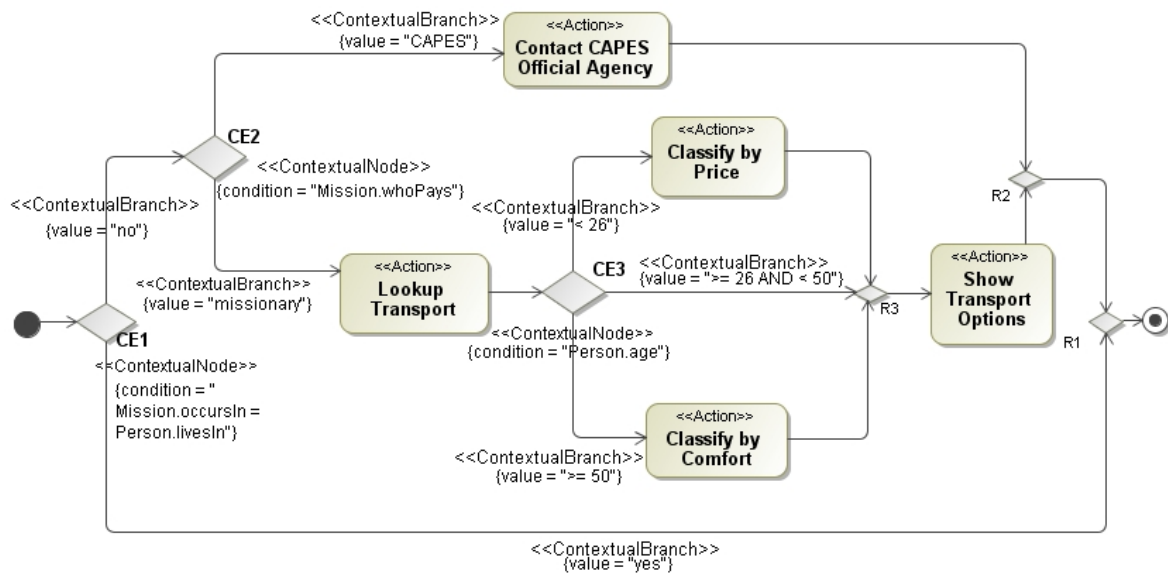 <<ContextualBranch>>
{value = "CAPES"}
<<Action>>
Contact CAPES
Official Agency
CE2
<<ContextualNode>>
{condition = "Mission.whoPays"}
<<Action>>
Classify by
Price
<<ContextualBranch>>
{value = "no"}
<<ContextualBranch>>
{value = "< 26"}
R2
<<ContextualBranch>>
{value = "missionary"}
<<Action>>
Lookup
Transport
CE3
<<ContextualBranch>>
{value = ">= 26 AND < 50"}
R3
<<Action>>
Show
Transport
Options
CE1
<<ContextualNode>>
{condition = "
Mission.occursIn =
Person.livesIn"}
<<ContextualNode>>
{condition = "Person.age"}
R1
<<ContextualBranch>>
{value = ">= 50"}
<<Action>>
Classify by
Comfort
<<ContextualBranch>>
{value = "yes"}